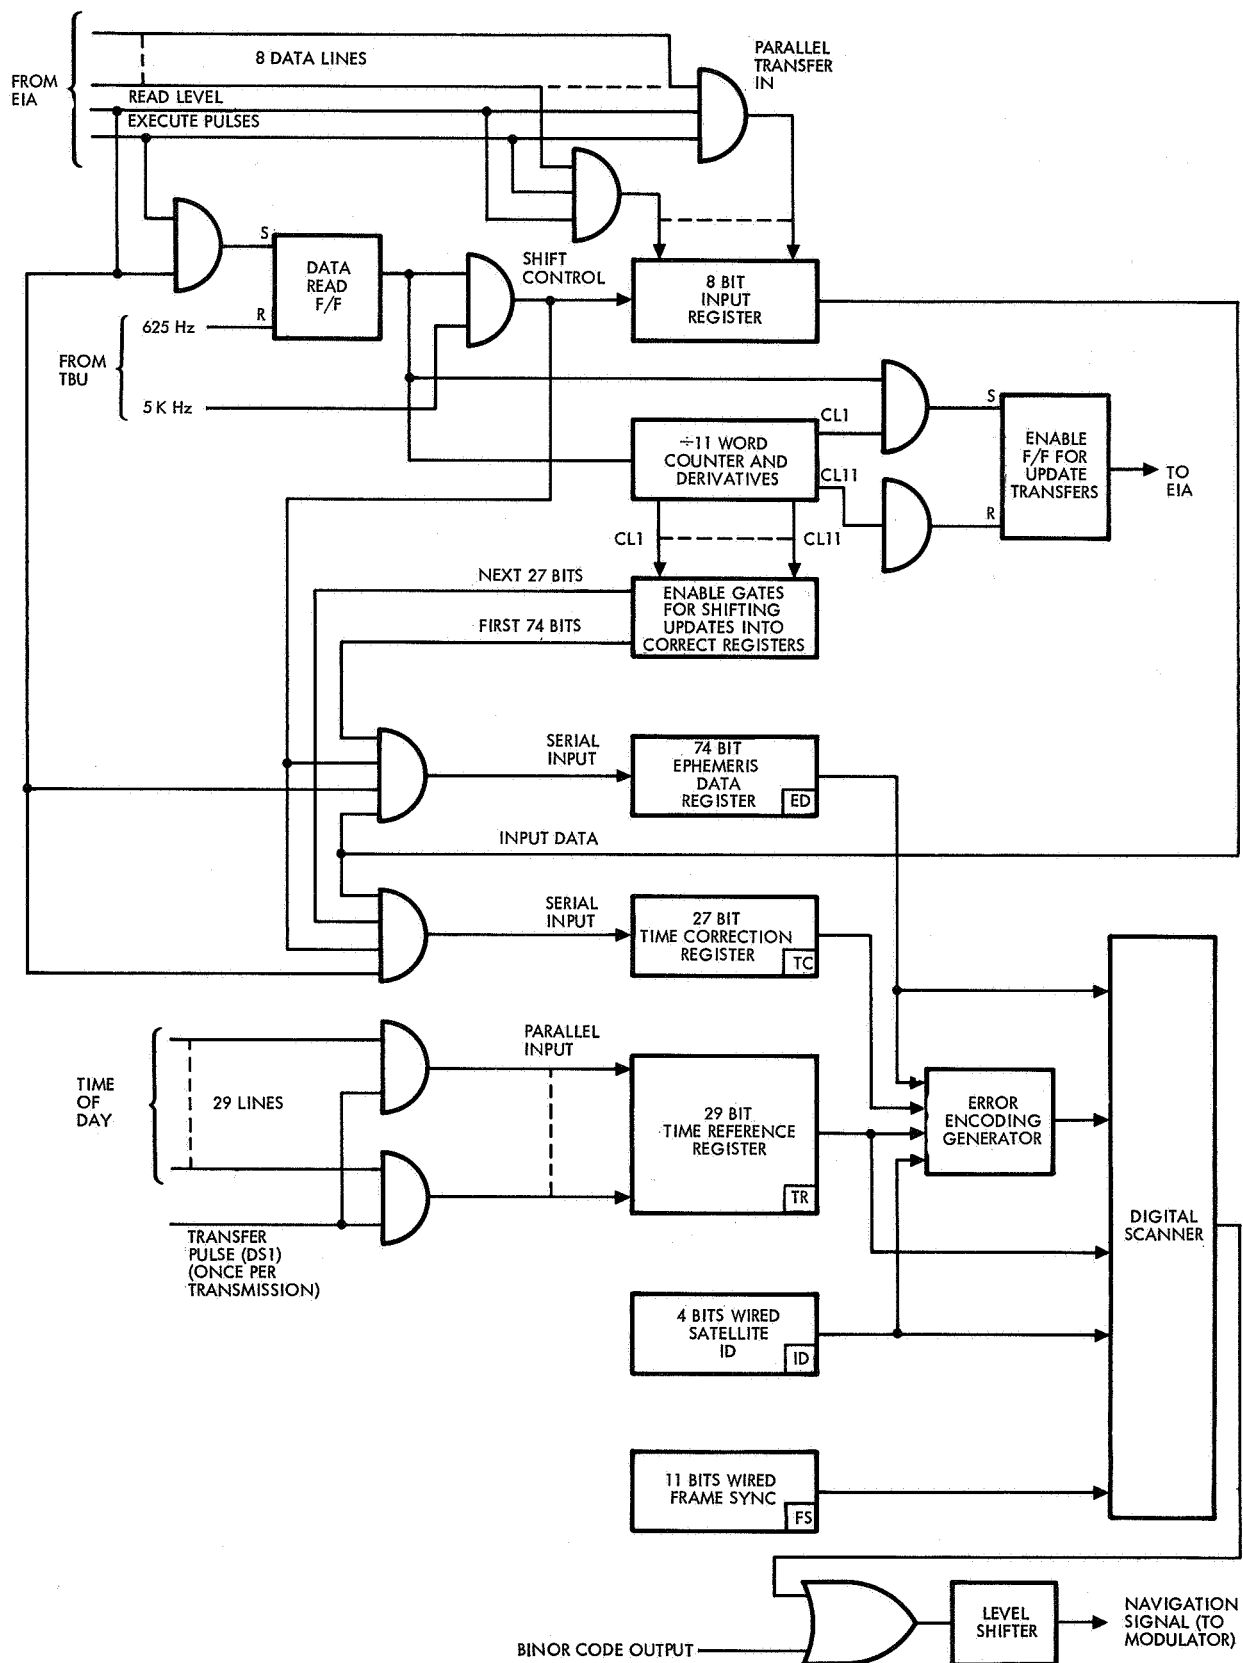 FROM
EIA
8 DATA LINES
READ LEVEL
EXECUTE PULSES
PARALLEL
TRANSFER
IN
S
DATA
READ
F/F
R
SHIFT
CONTROL
8 BIT
INPUT
REGISTER
FROM
TBU
625 Hz
5 K Hz
÷11 WORD
COUNTER AND
DERIVATIVES
CL1
CL11
S
R
ENABLE
F/F FOR
UPDATE
TRANSFERS
TO
EIA
CL1
CL11
NEXT 27 BITS
FIRST 74 BITS
ENABLE GATES
FOR SHIFTING
UPDATES INTO
CORRECT REGISTERS
SERIAL
INPUT
74 BIT
EPHEMERIS
DATA
REGISTER
ED
INPUT DATA
SERIAL
INPUT
27 BIT
TIME CORRECTION
REGISTER
TC
TIME
OF
DAY
29 LINES
PARALLEL
INPUT
29 BIT
TIME REFERENCE
REGISTER
TR
ERROR
ENCODING
GENERATOR
DIGITAL
SCANNER
TRANSFER
PULSE (DS1)
(ONCE PER
TRANSMISSION)
4 BITS WIRED
SATELLITE
ID
ID
11 BITS WIRED
FRAME SYNC
FS
BINOR CODE OUTPUT
LEVEL
SHIFTER
NAVIGATION
SIGNAL (TO
MODULATOR)